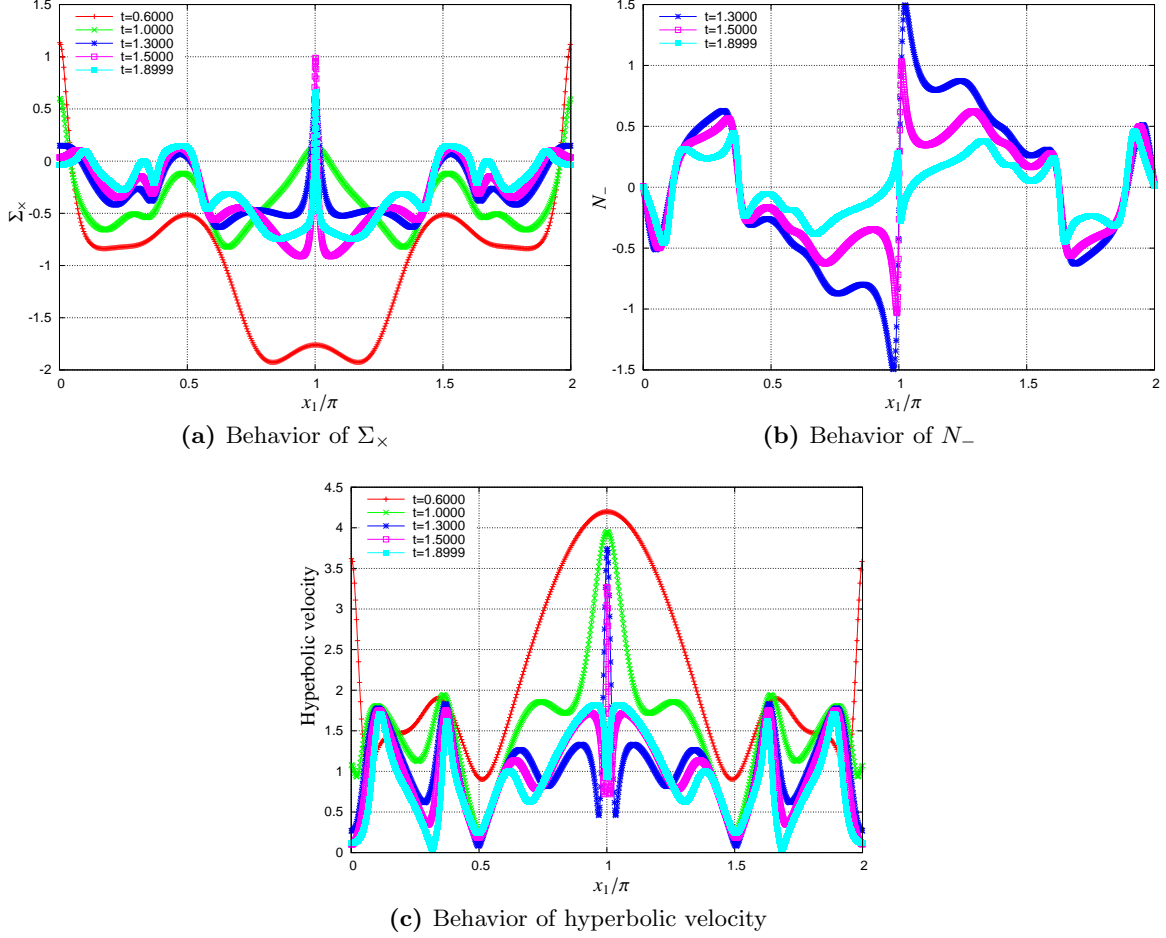 t=0.6000
t=1.0000
t=1.3000
t=1.5000
t=1.8999
1.5
1
0.5
0
-0.5
-1
-1.5
-2
Σ×
0 0.5 1 1.5 2
x₁/π
(a) Behavior of Σ×
t=1.3000
t=1.5000
t=1.8999
1.5
1
0.5
0
-0.5
-1
-1.5
N₋
0 0.5 1 1.5 2
x₁/π
(b) Behavior of N₋
t=0.6000
t=1.0000
t=1.3000
t=1.5000
t=1.8999
4.5
4
3.5
3
2.5
2
1.5
1
0.5
0
Hyperbolic velocity
0 0.5 1 1.5 2
x₁/π
(c) Behavior of hyperbolic velocity